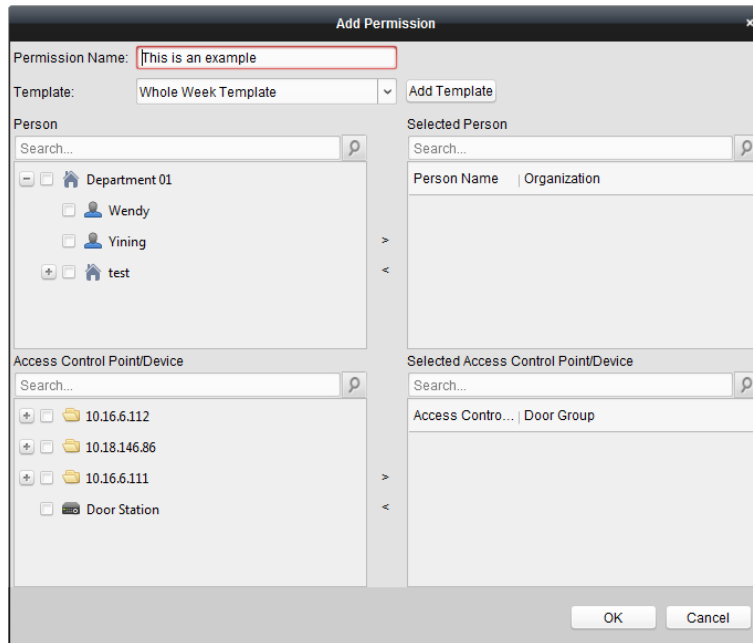 Add Permission
Permission Name: This is an example
Template: Whole Week Template Add Template
Person
Search...
Department 01
Wendy
Yining
test
Selected Person
Search...
Person Name Organization
>
<
Access Control Point/Device
Search...
10.16.6.112
10.18.146.86
10.16.6.111
Door Station
Selected Access Control Point/Device
Search...
Access Contro... Door Group
>
<
OK Cancel